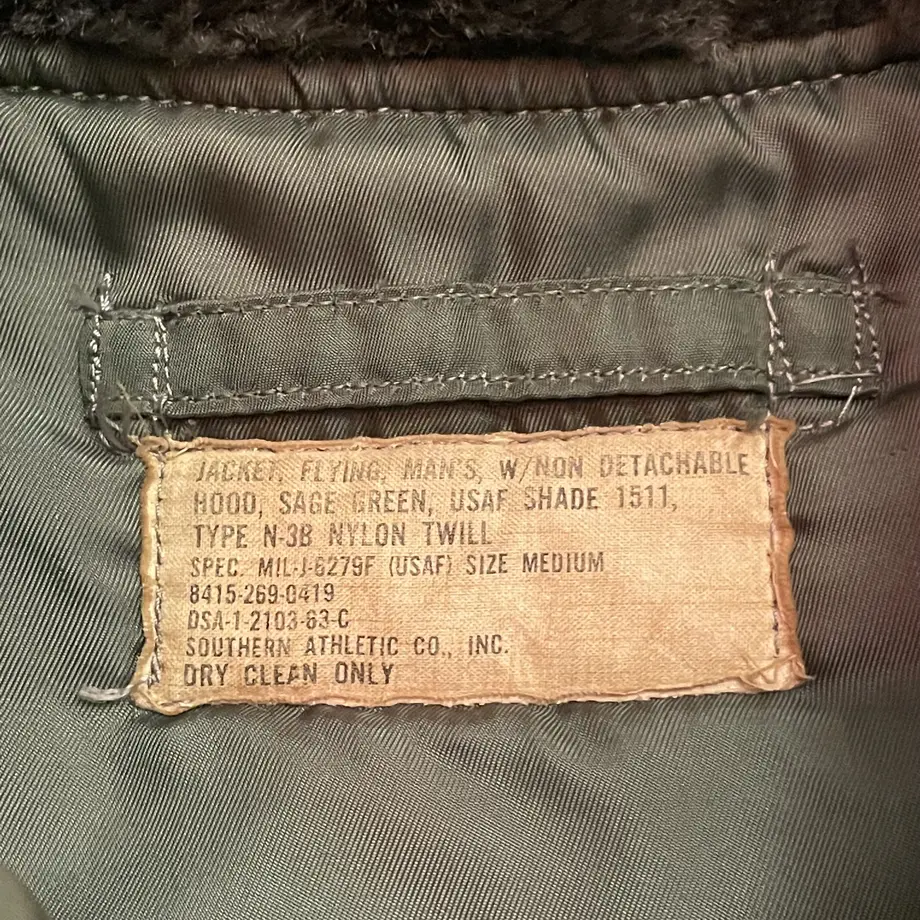 JACKET, FLYING, MAN'S, W/NON DETACHABLE
HOOD, SAGE GREEN, USAF SHADE 1511,
TYPE N-3B NYLON TWILL
SPEC. MIL-J-6279F (USAF) SIZE MEDIUM
8415-269-0419
DSA-1-2103-63-C
SOUTHERN ATHLETIC CO., INC.
DRY CLEAN ONLY